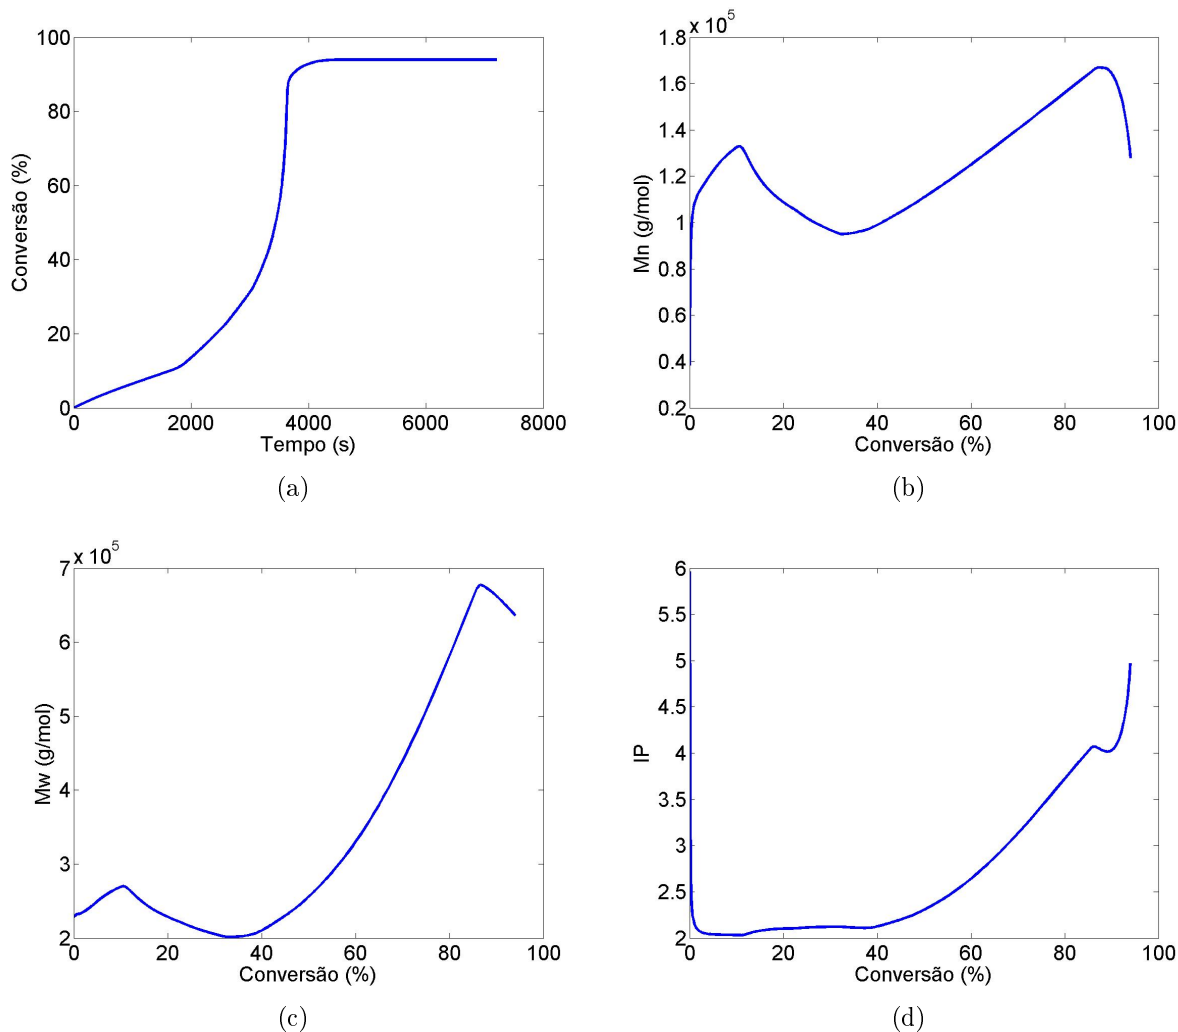 100
80
60
40
20
0
Conversão (%)
0 2000 4000 6000 8000
Tempo (s)
(a)
x 10^5
1.8
1.6
1.4
1.2
1
0.8
0.6
0.4
0.2
Mn (g/mol)
0 20 40 60 80 100
Conversão (%)
(b)
x 10^5
7
6
5
4
3
2
Mw (g/mol)
0 20 40 60 80 100
Conversão (%)
(c)
6
5.5
5
4.5
4
3.5
3
2.5
2
IP
0 20 40 60 80 100
Conversão (%)
(d)